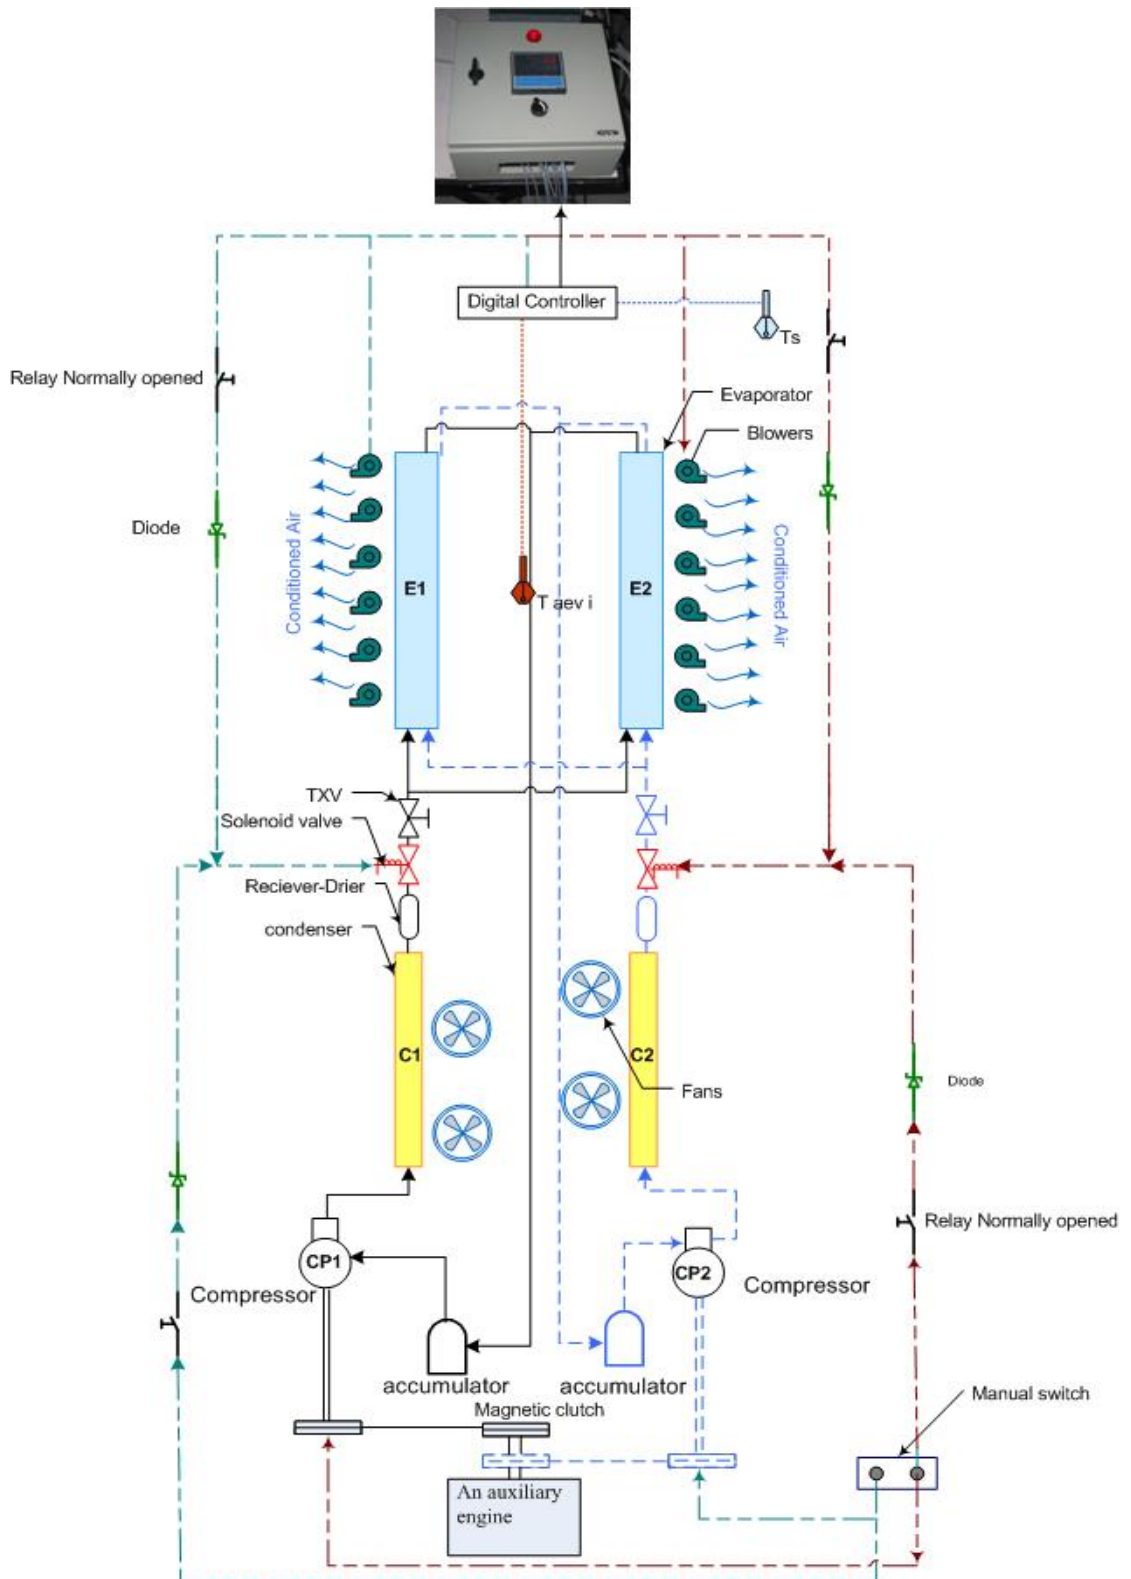 Digital Controller
Ts
Relay Normally opened
Evaporator
Blowers
Diode
Conditioned Air
E1
T aev i
E2
Conditioned Air
TXV
Solenoid valve
Reciever-Drier
condenser
C1
C2
Fans
Diode
Relay Normally opened
CP1
CP2
Compressor
Compressor
accumulator
accumulator
Magnetic clutch
Manual switch
An auxiliary
engine